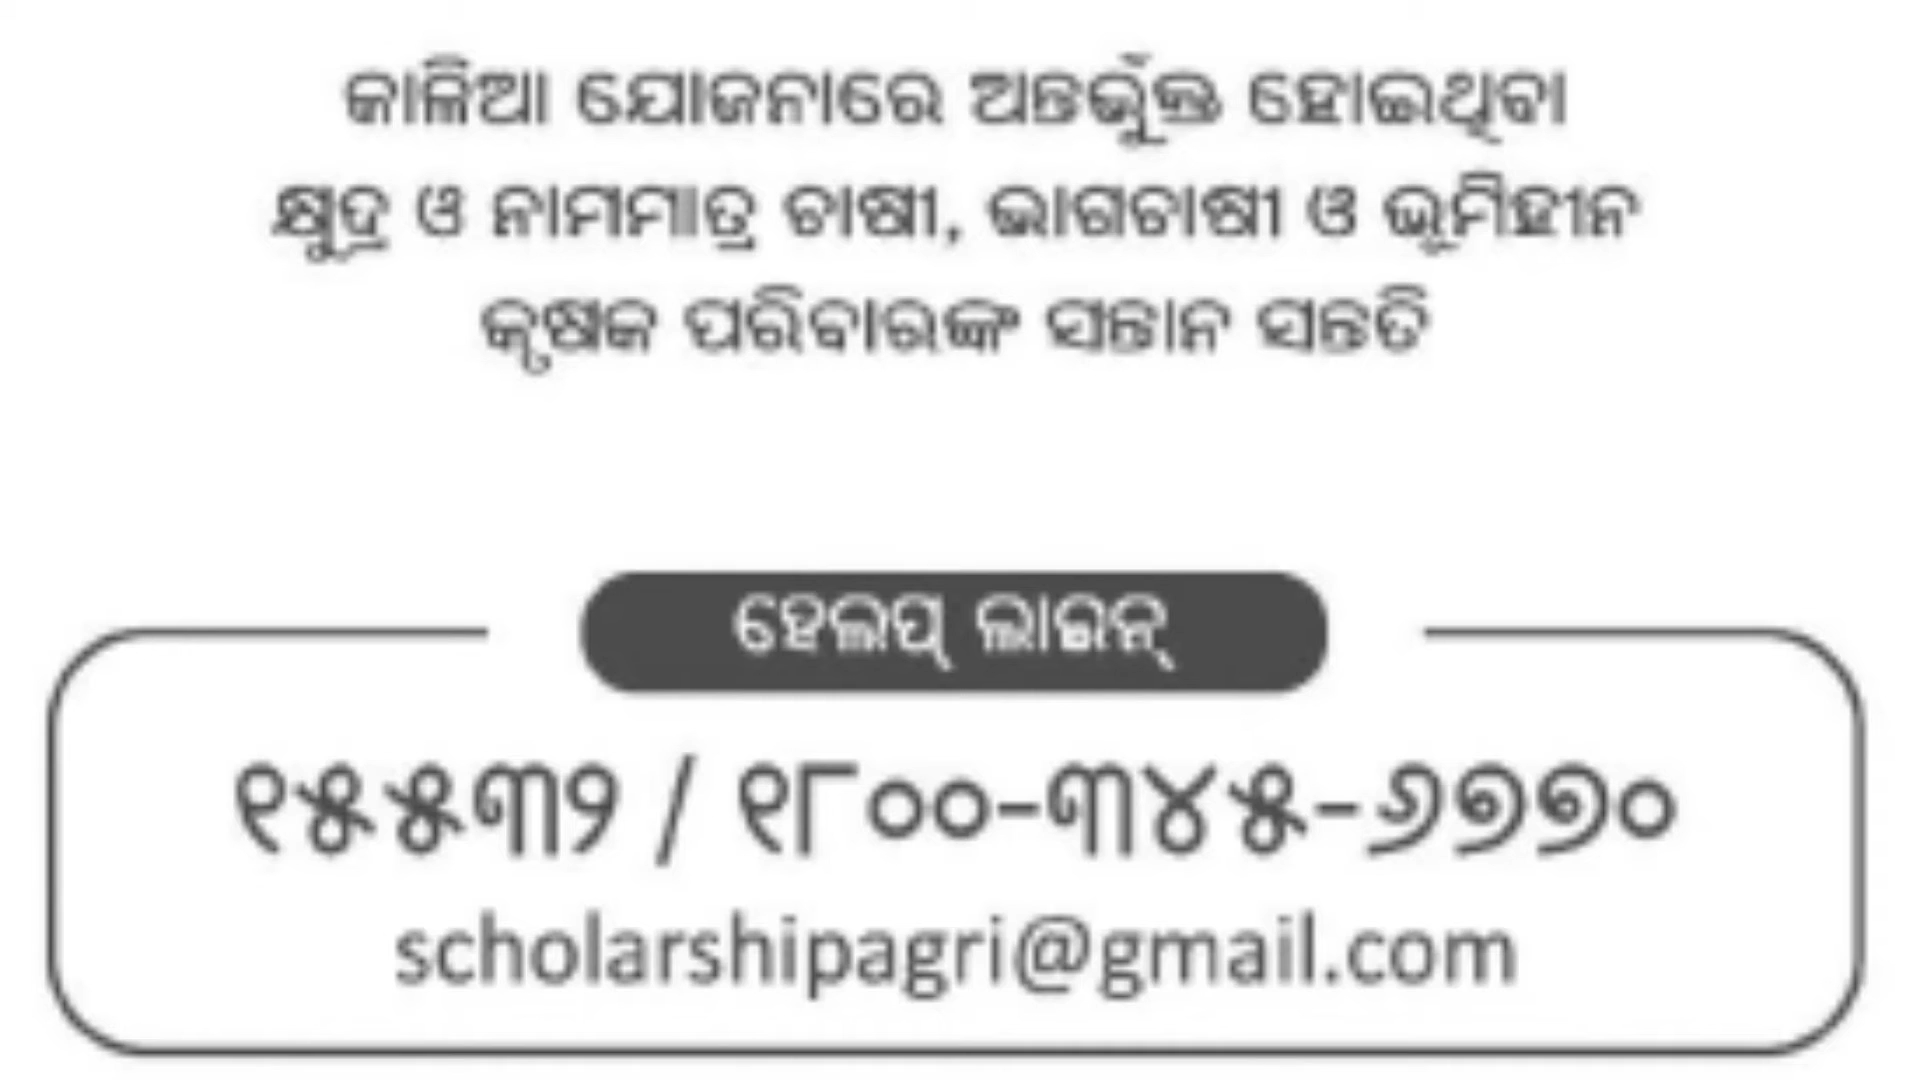 କାଳିଆ ଯୋଜନାରେ ଅନ୍ତର୍ଭୁକ୍ତ ହୋଇଥିବା
କ୍ଷୁଦ୍ର ଓ ନାମମାତ୍ର ଚାଷୀ, ଭାଗଚାଷୀ ଓ ଭୂମିହୀନ
କୃଷକ ପରିବାରଙ୍କ ସନ୍ତାନ ସନ୍ତତି
ହେଲପ୍ ଲାଇନ୍
୧୫୫୩୨ / ୧୮୦୦-୩୪୫-୬୭୭୦
scholarshipagri@gmail.com